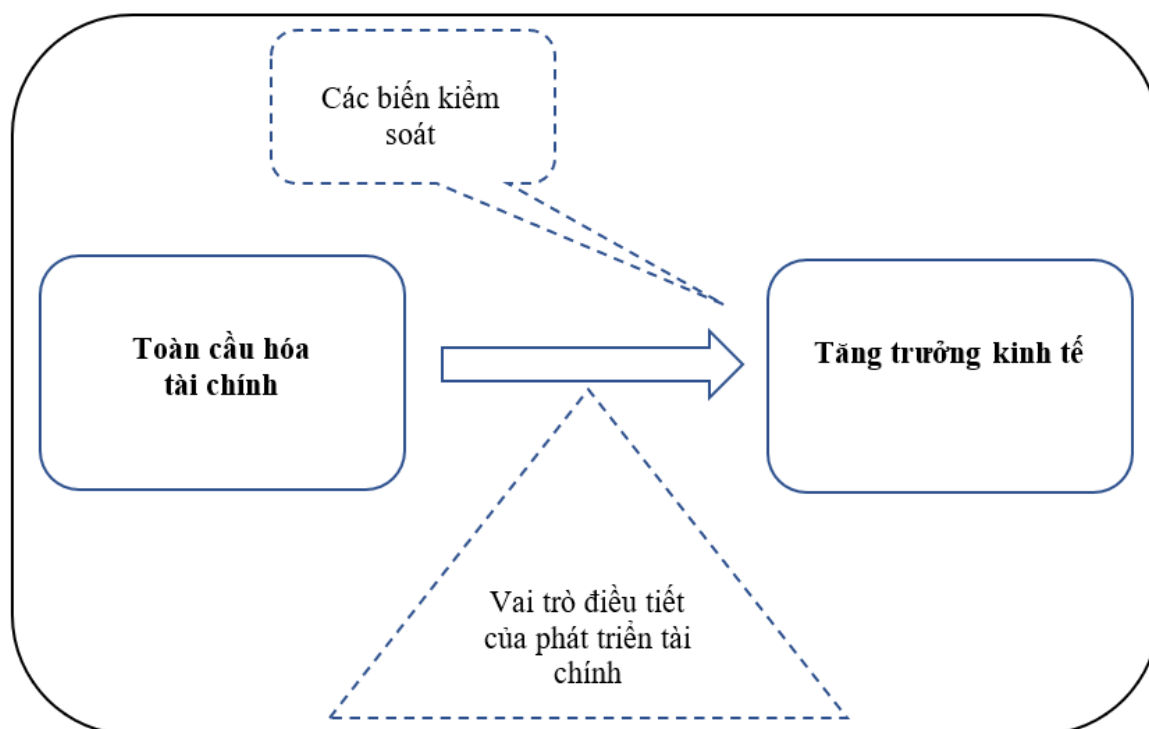 Các biến kiểm
soát
Toàn cầu hóa
tài chính
Tăng trưởng kinh tế
Vai trò điều tiết
của phát triển tài
chính